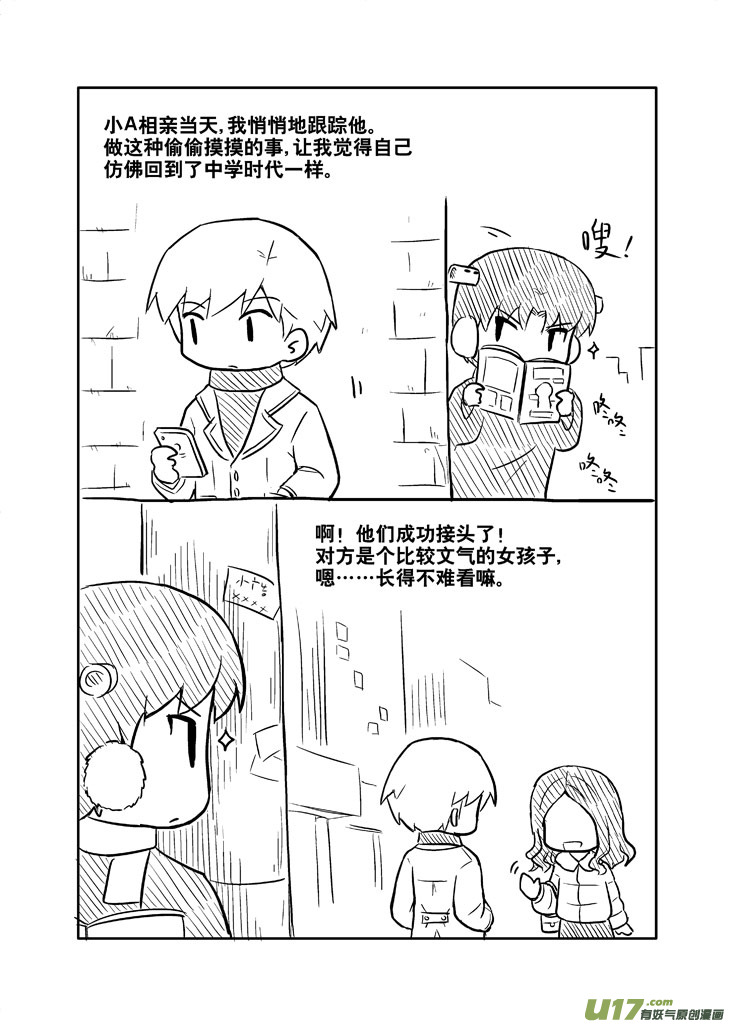 小A相亲当天,我悄悄地跟踪他。
做这种偷偷摸摸的事,让我觉得自己
仿佛回到了中学时代一样。
嗖!
咚咚
咚咚
啊!他们成功接头了!
对方是个比较文气的女孩子,
嗯……长得不难看嘛。
小广告
××××
U17.com
有妖气原创漫画